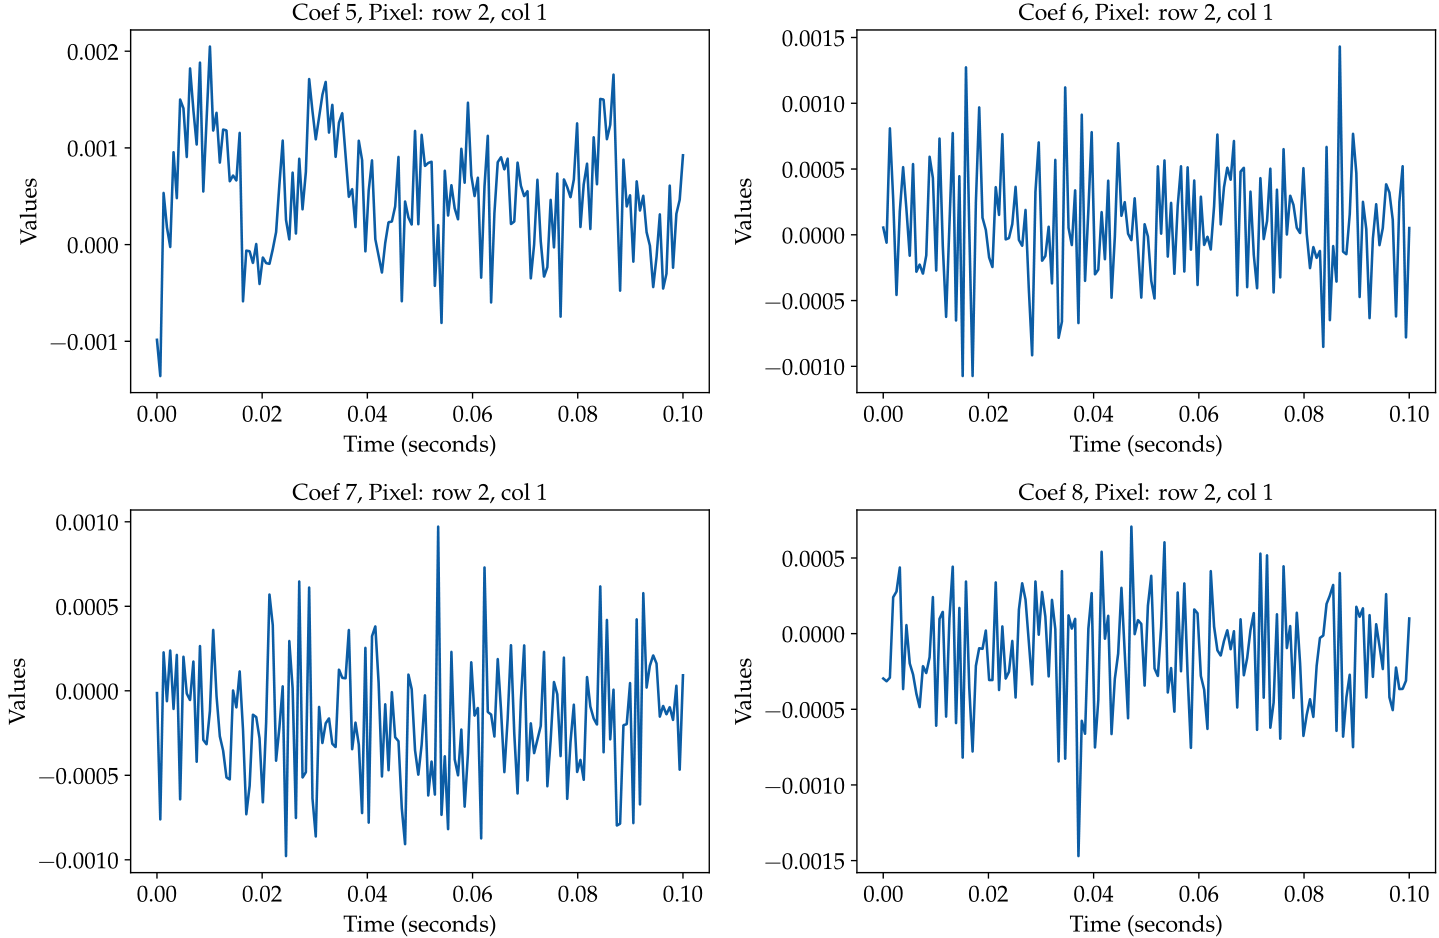 Coef 5, Pixel: row 2, col 1
Values
0.002
0.001
0.000
−0.001
0.00 0.02 0.04 0.06 0.08 0.10
Time (seconds)
Coef 6, Pixel: row 2, col 1
Values
0.0015
0.0010
0.0005
0.0000
−0.0005
−0.0010
0.00 0.02 0.04 0.06 0.08 0.10
Time (seconds)
Coef 7, Pixel: row 2, col 1
Values
0.0010
0.0005
0.0000
−0.0005
−0.0010
0.00 0.02 0.04 0.06 0.08 0.10
Time (seconds)
Coef 8, Pixel: row 2, col 1
Values
0.0005
0.0000
−0.0005
−0.0010
−0.0015
0.00 0.02 0.04 0.06 0.08 0.10
Time (seconds)